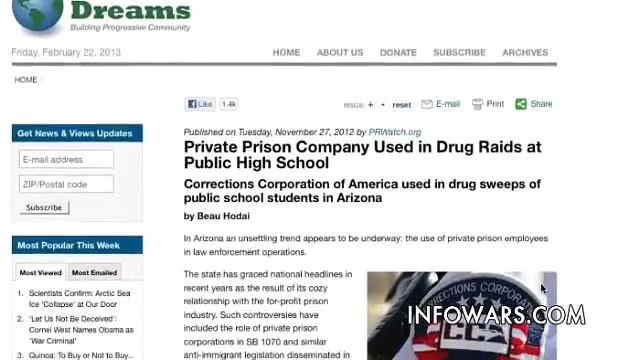 Dreams
Building Progressive Community
Friday, February 22, 2013
HOME ABOUT US DONATE SUBSCRIBE ARCHIVES
HOME
Like 1.4k
resize: + - reset E-mail Print Share
Get News & Views Updates
E-mail address
ZIP/Postal code
Subscribe
Most Popular This Week
Most Viewed Most Emailed
1. Scientists Confirm: Arctic Sea
Ice 'Collapse' at Our Door
2. 'Let Us Not Be Deceived':
Cornel West Names Obama as
'War Criminal'
3. Quinoa: To Buy or Not to Buy...
Published on Tuesday, November 27, 2012 by PRWatch.org
Private Prison Company Used in Drug Raids at
Public High School
Corrections Corporation of America used in drug sweeps of
public school students in Arizona
by Beau Hodai
In Arizona an unsettling trend appears to be underway: the use of private prison employees
in law enforcement operations.
The state has graced national headlines in
recent years as the result of its cozy
relationship with the for-profit prison
industry. Such controversies have
included the role of private prison
corporations in SB 1070 and similar
anti-immigrant legislation disseminated in
CORRECTIONS CORPORAT
CCA
INFOWARS.COM